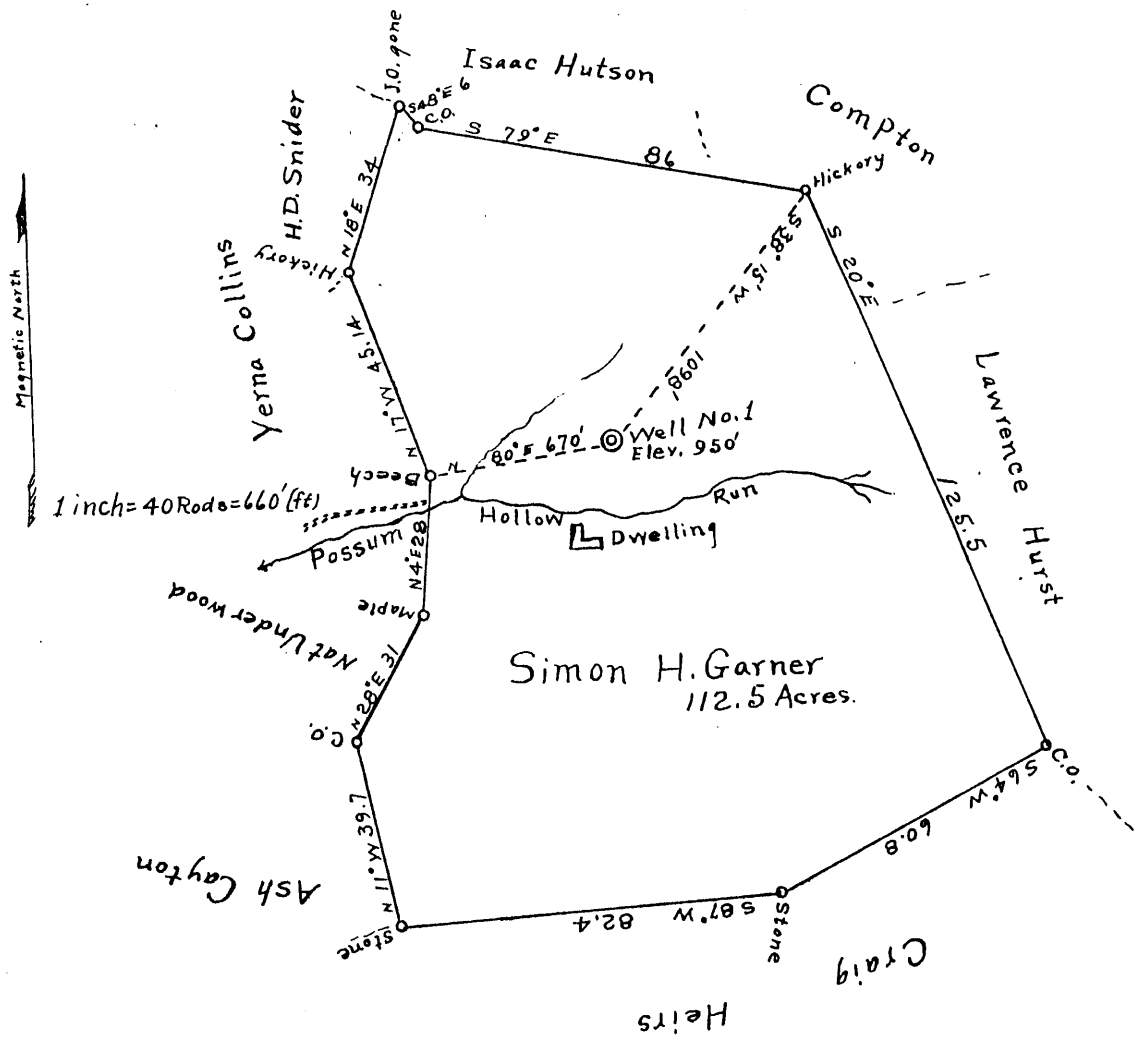 J.O. gone
Isaac Hutson
Compton
S48°E 6
C.O.
S 79°E 86
Hickory
H.D. Snider
N 18°E 34
Hickory
Verna Collins
Magnetic North
S 38° 15' W 1098'
S 20°E 125.5
Lawrence Hurst
N 17° W 45.14
Well No. 1
Elev. 950'
N 80°E 670'
Beech
1 inch = 40 Rods = 660' (ft)
Possum Hollow Run
Dwelling
N4°E 28
Maple
Nat Underwood
N 28°E 31
C.O.
Simon H. Garner
112.5 Acres.
C.O.
S 64° W 60.8
N 11° W 39.7
Ash Cayton
Stone
S 87° W 82.4
Stone
Craig Heirs